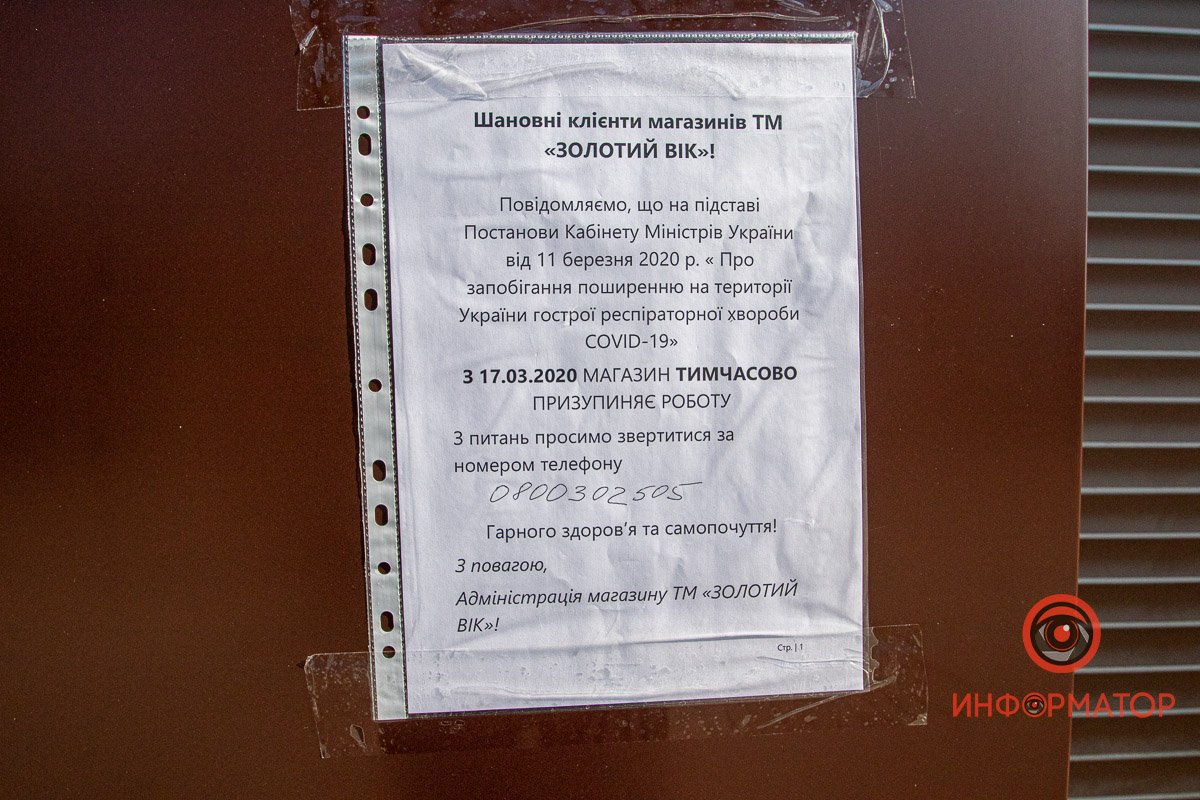 Шановні клієнти магазинів ТМ
«ЗОЛОТИЙ ВІК»!
Повідомляємо, що на підставі
Постанови Кабінету Міністрів України
від 11 березня 2020 р. « Про
запобігання поширенню на території
України гострої респіраторної хвороби
COVID-19»
З 17.03.2020 МАГАЗИН ТИМЧАСОВО
ПРИЗУПИНЯЄ РОБОТУ
З питань просимо звертитися за
номером телефону
0800302505
Гарного здоров’я та самопочуття!
З повагою,
Адміністрація магазину ТМ «ЗОЛОТИЙ
ВІК»!
Стр. | 1
ИНФОРМАТОР